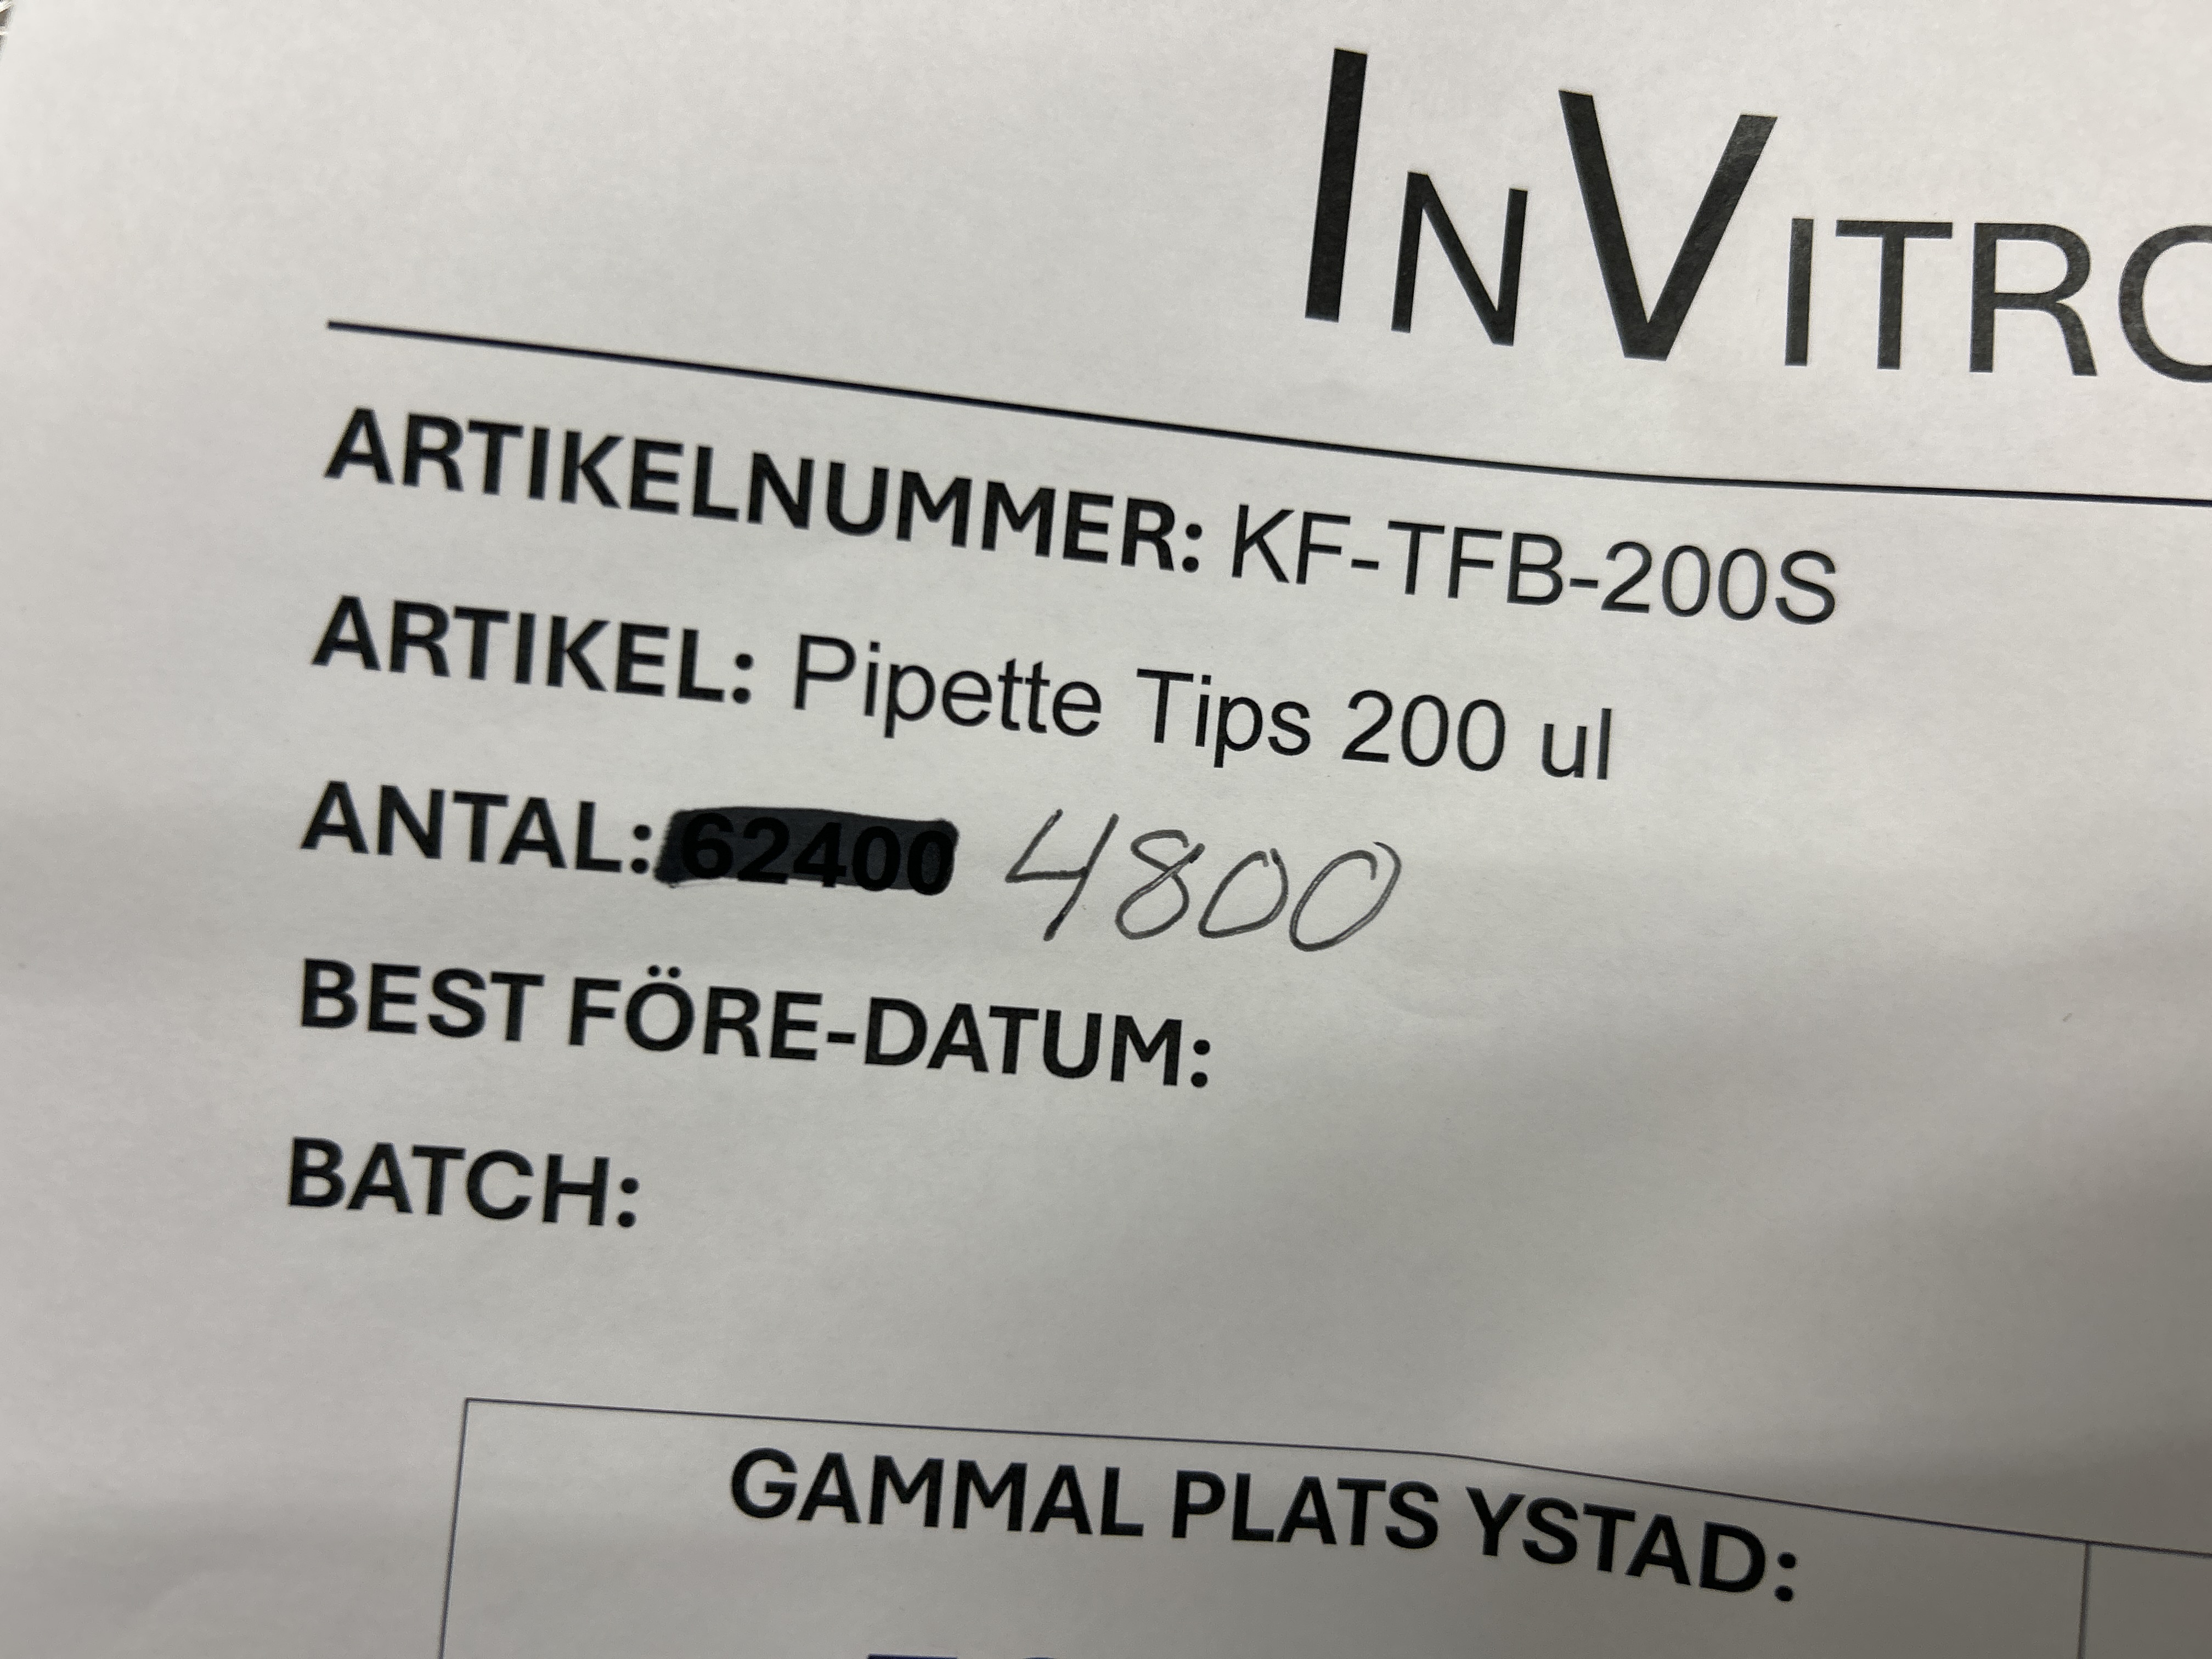 INVITRO
ARTIKELNUMMER: KF-TFB-200S
ARTIKEL: Pipette Tips 200 ul
ANTAL: 62400 4800
BEST FÖRE-DATUM:
BATCH:
GAMMAL PLATS YSTAD: